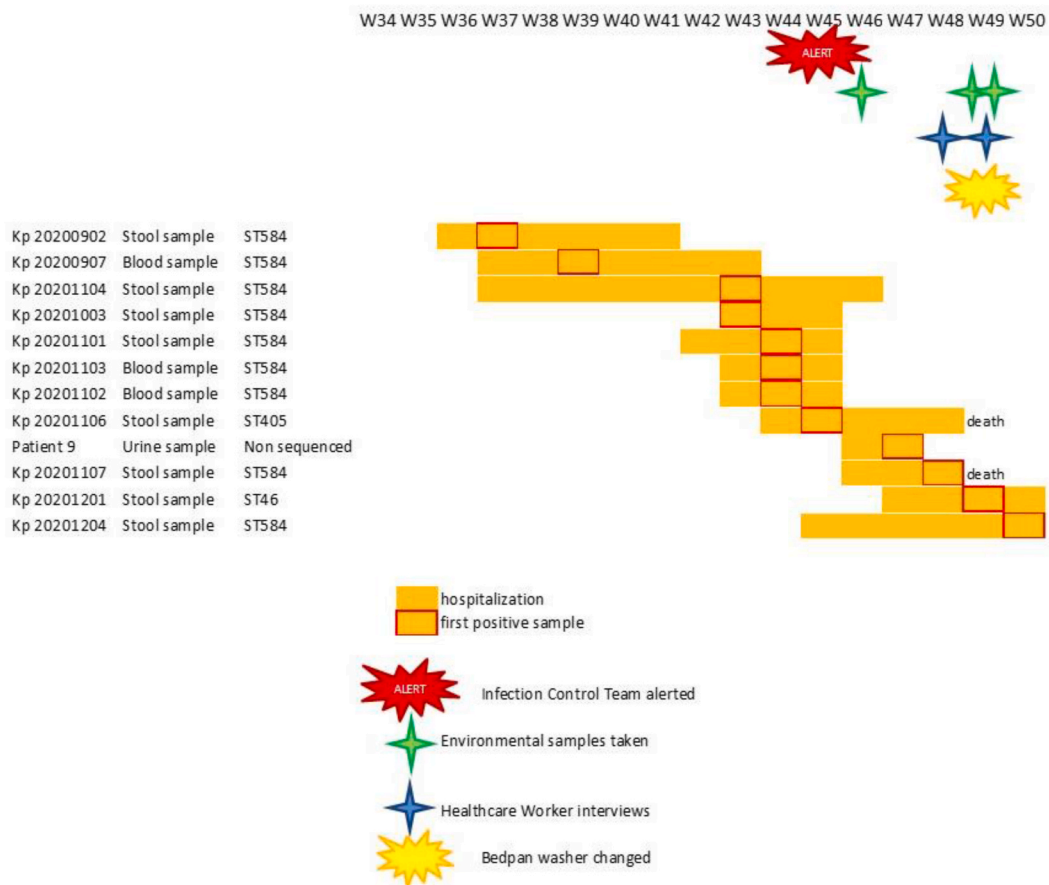 W34 W35 W36 W37 W38 W39 W40 W41 W42 W43 W44 W45 W46 W47 W48 W49 W50
ALERT
Kp 20200902 Stool sample ST584
Kp 20200907 Blood sample ST584
Kp 20201104 Stool sample ST584
Kp 20201003 Stool sample ST584
Kp 20201101 Stool sample ST584
Kp 20201103 Blood sample ST584
Kp 20201102 Blood sample ST584
Kp 20201106 Stool sample ST405 death
Patient 9 Urine sample Non sequenced
Kp 20201107 Stool sample ST584 death
Kp 20201201 Stool sample ST46
Kp 20201204 Stool sample ST584
hospitalization
first positive sample
ALERT Infection Control Team alerted
Environmental samples taken
Healthcare Worker interviews
Bedpan washer changed